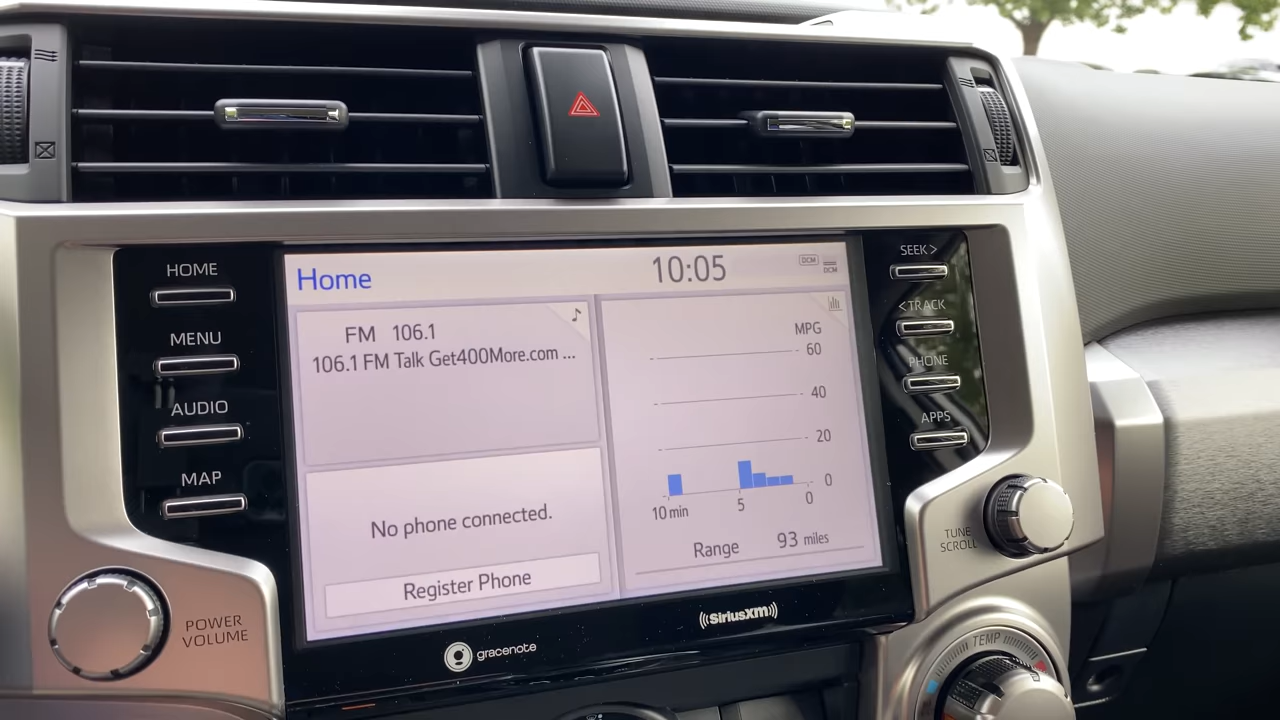 HOME
MENU
AUDIO
MAP
POWER
VOLUME
Home
10:05
DCM
DCM
FM 106.1
106.1 FM Talk Get400More.com ...
No phone connected.
Register Phone
MPG
60
40
20
0
10 min 5 0
Range 93 miles
gracenote
((SiriusXM))
SEEK >
< TRACK
PHONE
APPS
TUNE
SCROLL
TEMP